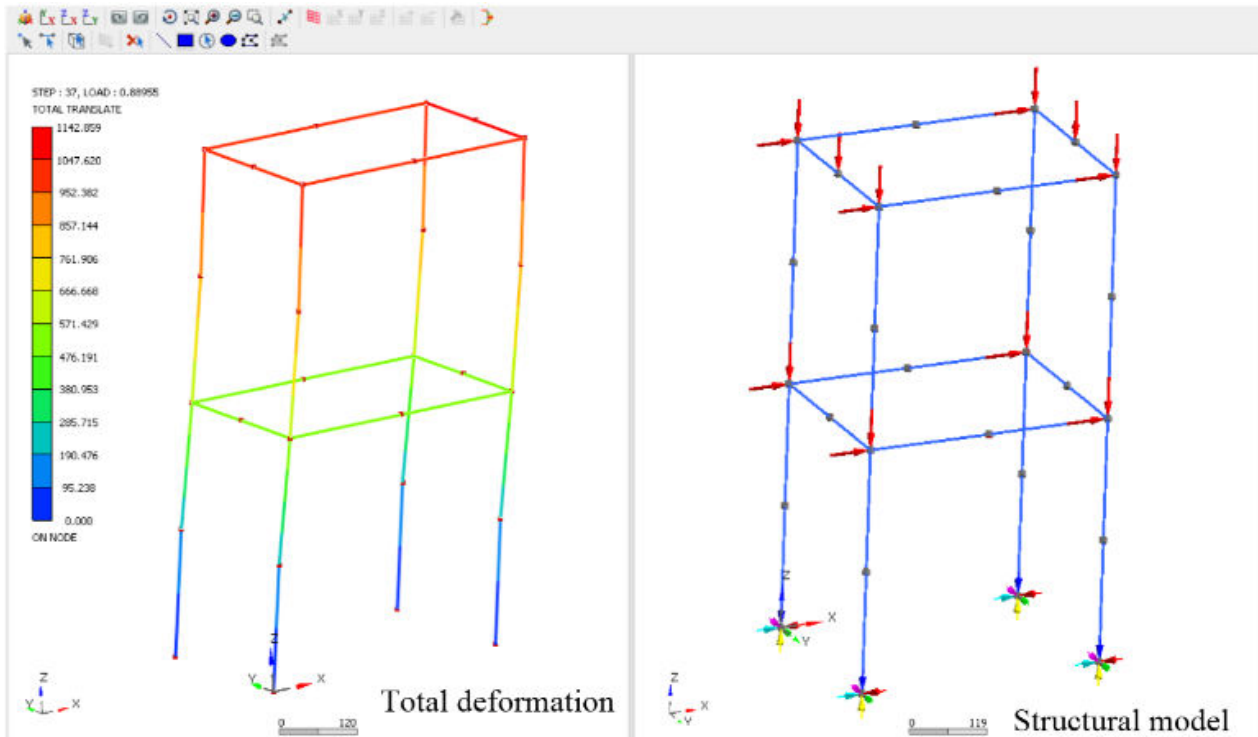 STEP : 37, LOAD : 0.88955
TOTAL TRANSLATE
1142.859
1047.620
952.382
857.144
761.906
666.668
571.429
476.191
380.953
285.715
190.476
95.238
0.000
ON NODE
Z
Y X
Z
Y X
0 120
Total deformation
Z
X
Y
Z
X
Y
0 119
Structural model